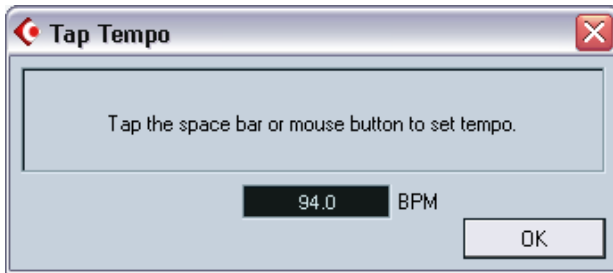 Tap Tempo
Tap the space bar or mouse button to set tempo.
94.0 BPM
OK